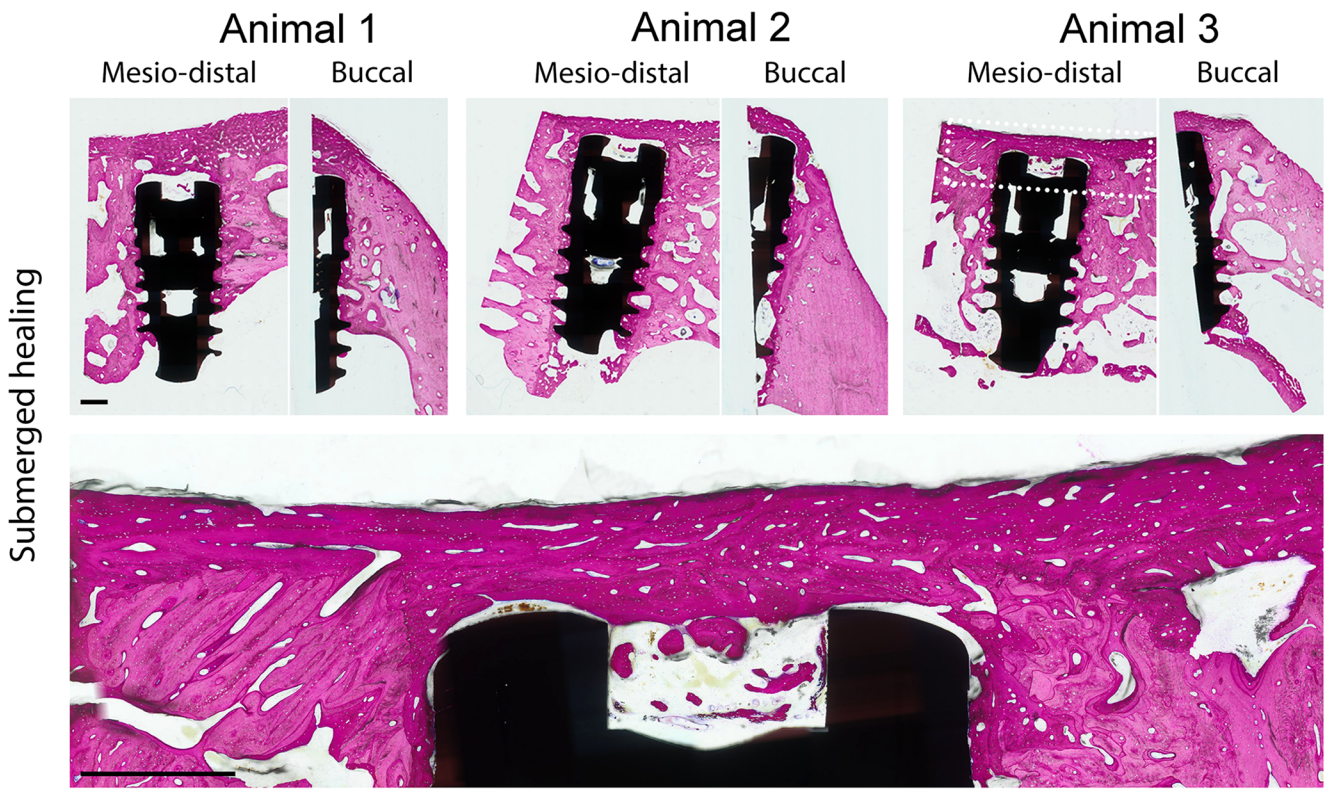 Animal 1
Animal 2
Animal 3
Mesio-distal
Buccal
Mesio-distal
Buccal
Mesio-distal
Buccal
Submerged healing